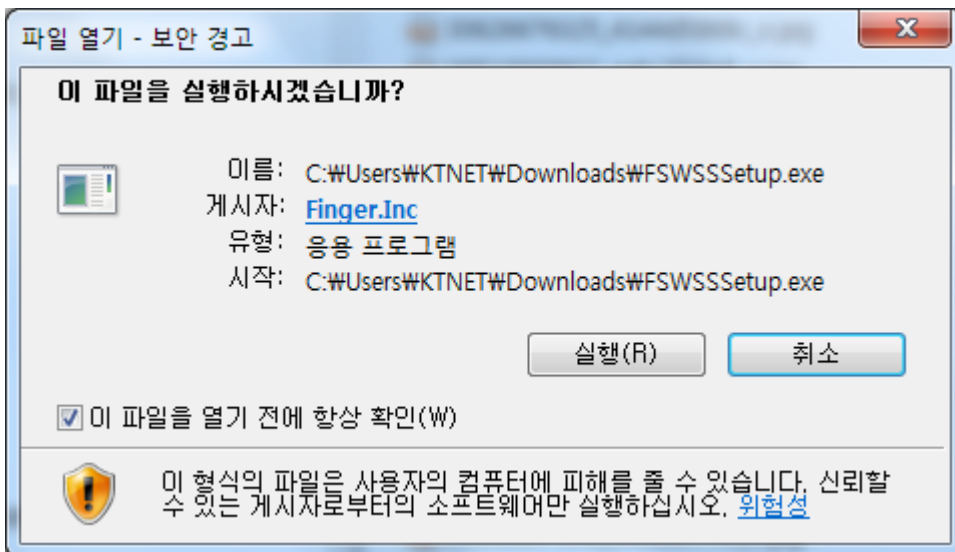 파일 열기 - 보안 경고
이 파일을 실행하시겠습니까?
이름: C:₩Users₩KTNET₩Downloads₩FSWSSSetup.exe
게시자: Finger.Inc
유형: 응용 프로그램
시작: C:₩Users₩KTNET₩Downloads₩FSWSSSetup.exe
실행(R) 취소
이 파일을 열기 전에 항상 확인(W)
이 형식의 파일은 사용자의 컴퓨터에 피해를 줄 수 있습니다. 신뢰할
수 있는 게시자로부터의 소프트웨어만 실행하십시오. 위험성